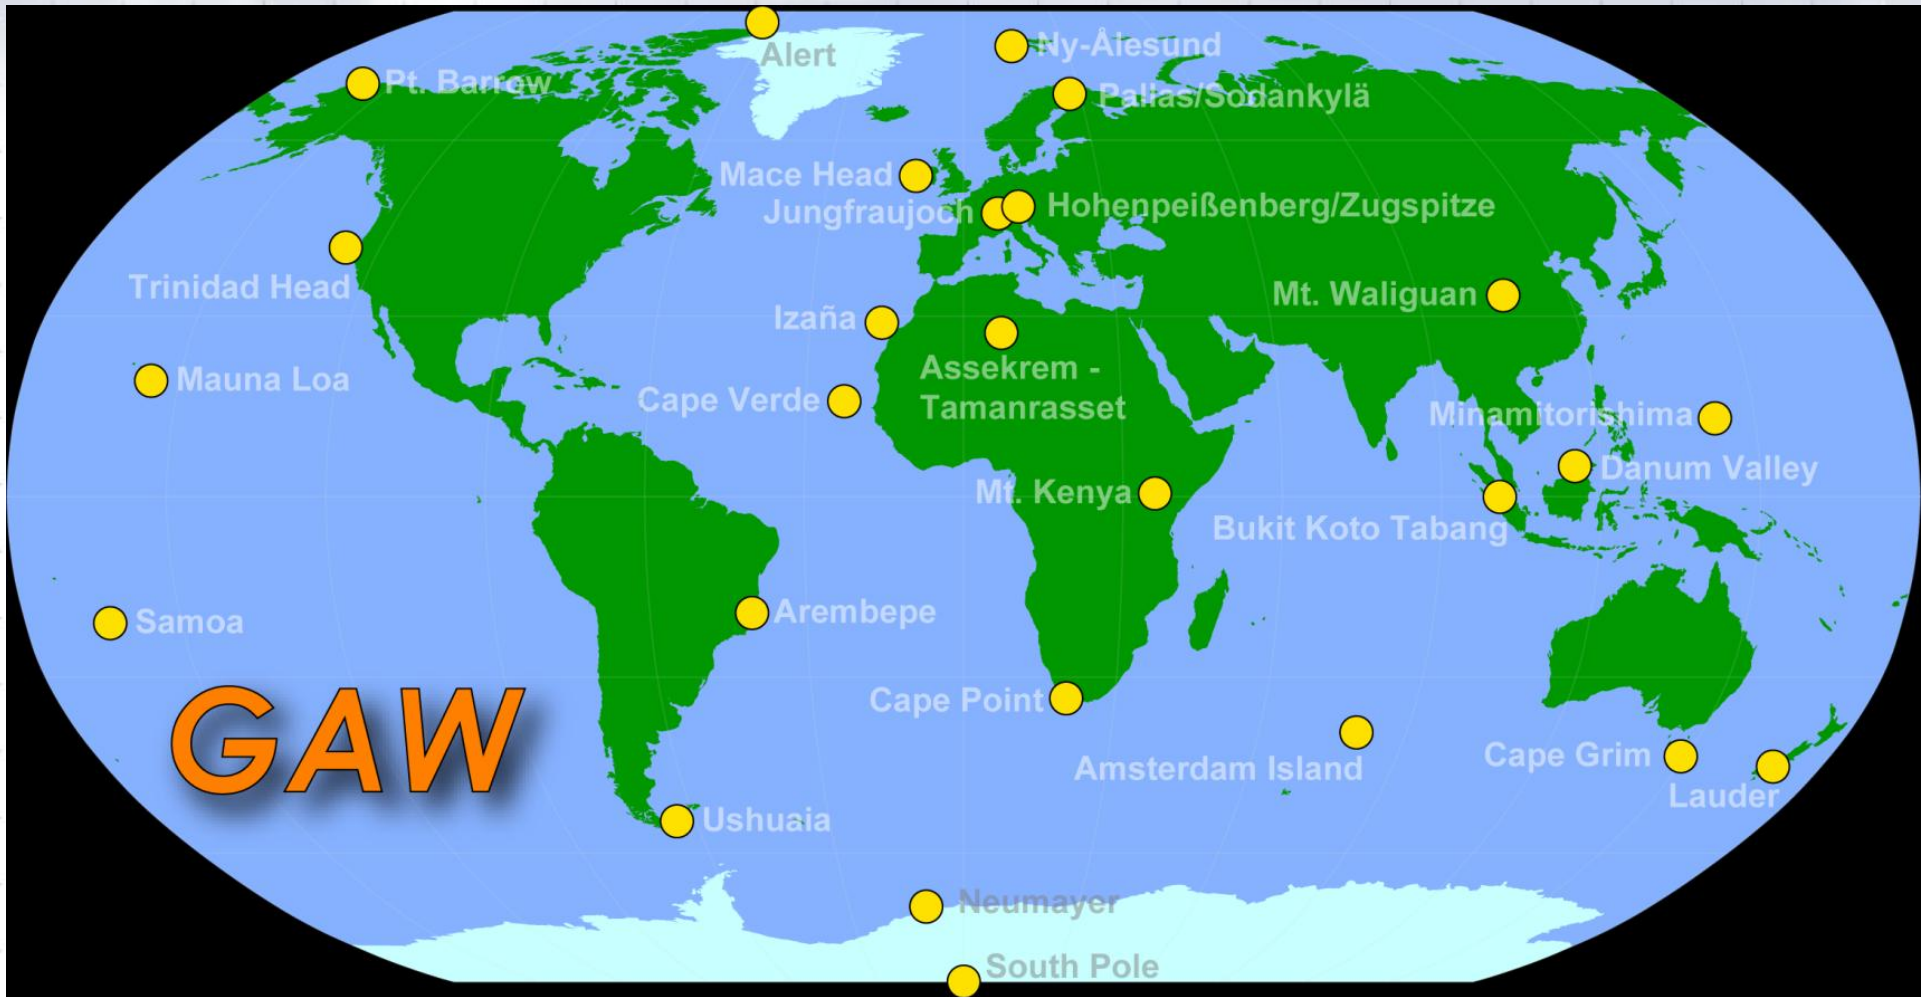 Alert
Ny-Ålesund
Pt. Barrow
Pallas/Sodankylä
Mace Head
Jungfraujoch
Hohenpeißenberg/Zugspitze
Trinidad Head
Mt. Waliguan
Izaña
Assekrem -
Tamanrasset
Mauna Loa
Cape Verde
Minamitorishima
Danum Valley
Mt. Kenya
Bukit Koto Tabang
Samoa
Arembepe
GAW
Cape Point
Amsterdam Island
Cape Grim
Lauder
Ushuaia
Neumayer
South Pole